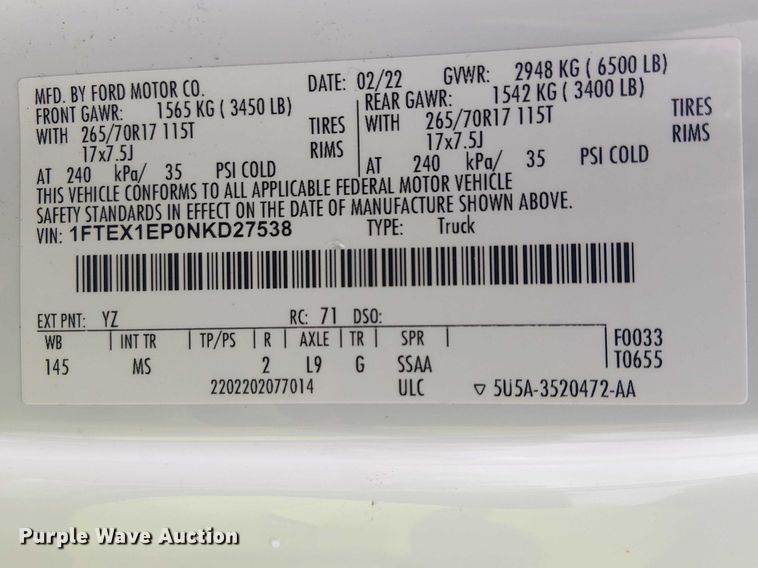 MFD. BY FORD MOTOR CO. DATE: 02/22 GVWR: 2948 KG ( 6500 LB)
FRONT GAWR: 1565 KG ( 3450 LB) REAR GAWR: 1542 KG ( 3400 LB)
WITH 265/70R17 115T TIRES WITH 265/70R17 115T TIRES
17x7.5J RIMS 17x7.5J RIMS
AT 240 kPa/ 35 PSI COLD AT 240 kPa/ 35 PSI COLD
THIS VEHICLE CONFORMS TO ALL APPLICABLE FEDERAL MOTOR VEHICLE
SAFETY STANDARDS IN EFFECT ON THE DATE OF MANUFACTURE SHOWN ABOVE.
VIN: 1FTEX1EP0NKD27538 TYPE: Truck
EXT PNT: YZ RC: 71 DSO:
WB | INT TR | TP/PS | R | AXLE | TR | SPR | F0033
145 MS 2 L9 G SSAA | T0655
2202202077014 ULC ▽ 5U5A-3520472-AA
Purple Wave Auction